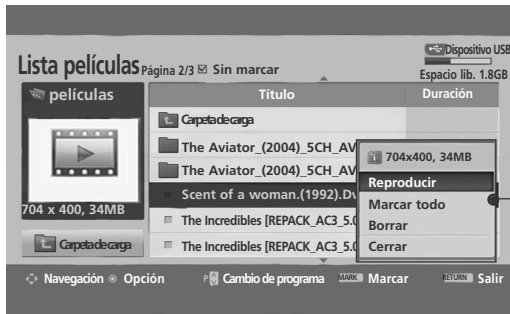 Lista películas Página 2/3 ☑ Sin marcar
Dispositivo USB
Espacio lib. 1.8GB
películas
Título
Duración
Carpeta de carga
The Aviator_(2004)_5CH_AV
The Aviator_(2004)_5CH_AV
Scent of a woman.(1992).Dv
The Incredibles [REPACK_AC3_5.0
The Incredibles [REPACK_AC3_5.0
704 x 400, 34MB
Carpeta de carga
704x400, 34MB
Reproducir
Marcar todo
Borrar
Cerrar
Navegación ◉ Opción P Cambio de programa MARK Marcar RETURN Salir